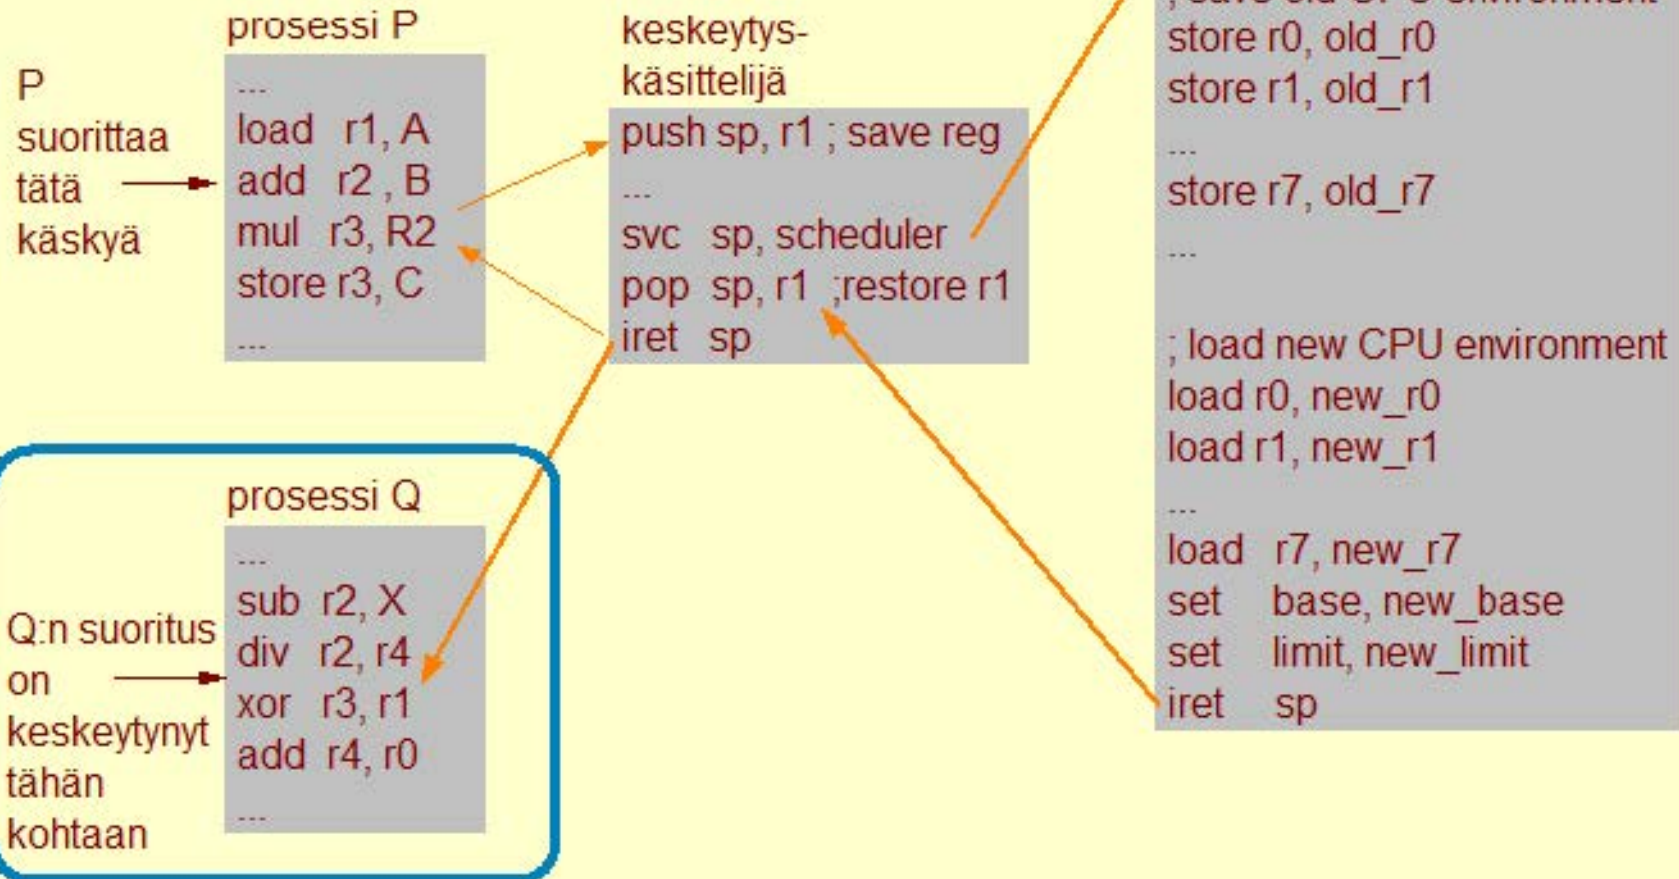 prosessi P
P
suorittaa
tätä
käskyä
...
load r1, A
add r2 , B
mul r3, R2
store r3, C
...
keskeytys-
käsittelijä
push sp, r1 ; save reg
...
svc sp, scheduler
pop sp, r1 ;restore r1
iret sp
; save old CPU environment
store r0, old_r0
store r1, old_r1
...
store r7, old_r7
...
; load new CPU environment
load r0, new_r0
load r1, new_r1
...
load r7, new_r7
set base, new_base
set limit, new_limit
iret sp
prosessi Q
Q:n suoritus
on
keskeytynyt
tähän
kohtaan
...
sub r2, X
div r2, r4
xor r3, r1
add r4, r0
...